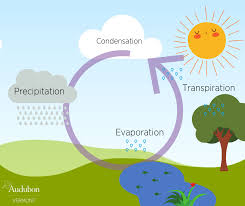 Condensation
Precipitation
Transpiration
Evaporation
Audubon
VERMONT